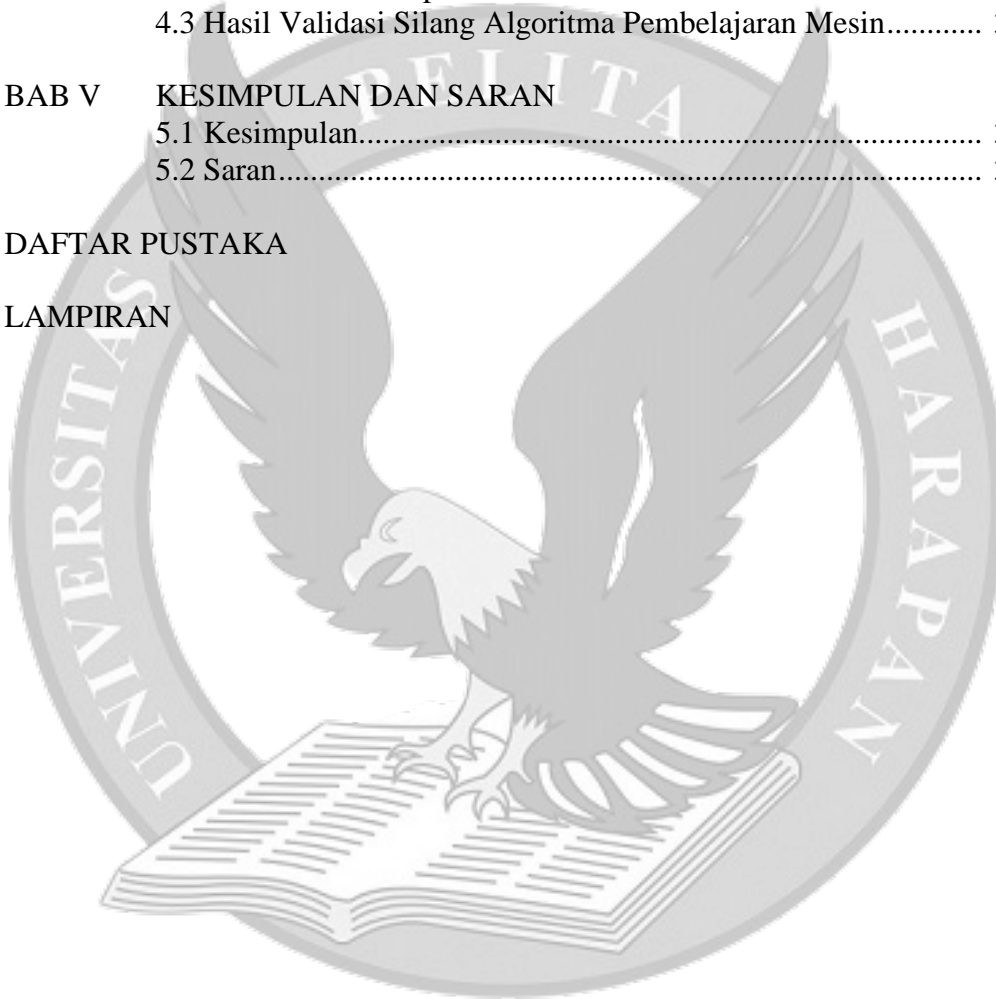 4.3 Hasil Validasi Silang Algoritma Pembelajaran Mesin............
BAB V KESIMPULAN DAN SARAN
5.1 Kesimpulan.............................................................................
5.2 Saran.......................................................................................
DAFTAR PUSTAKA
LAMPIRAN
UNIVERSITAS PELITA HARAPAN